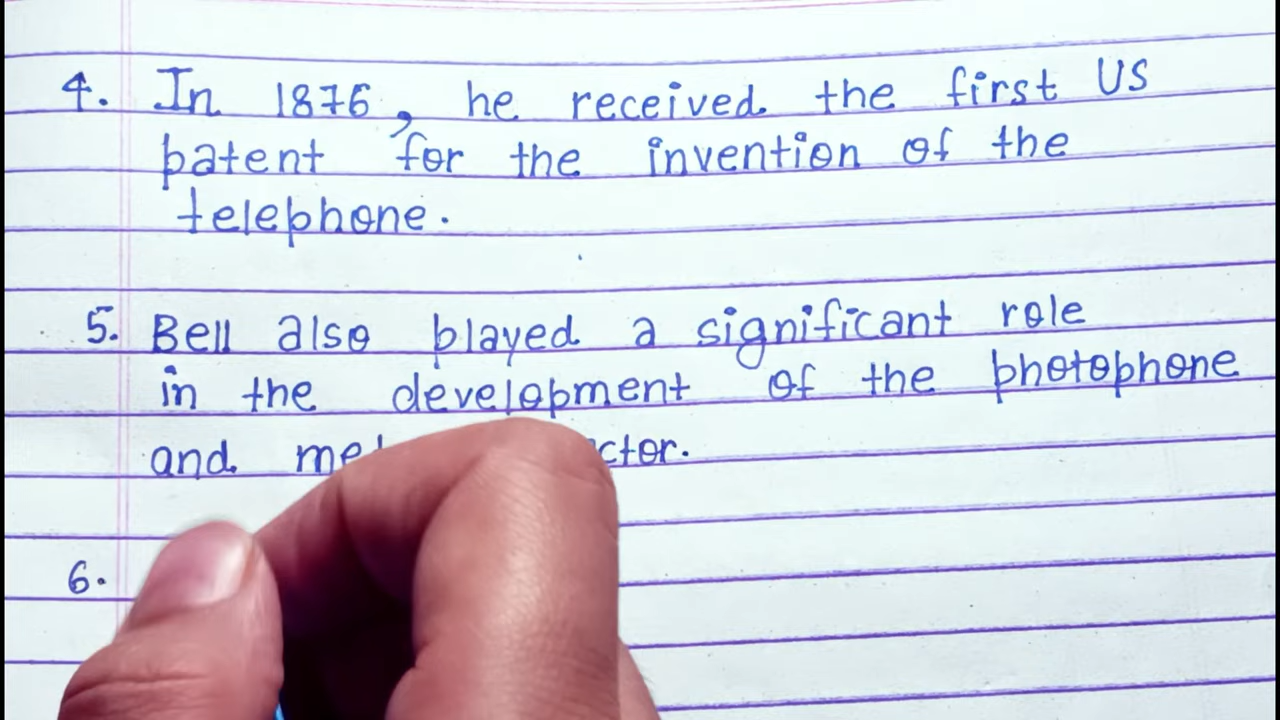 4. In 1876, he received the first US
patent for the invention of the
telephone.
5. Bell also played a significant role
in the development of the photophone
and
6.